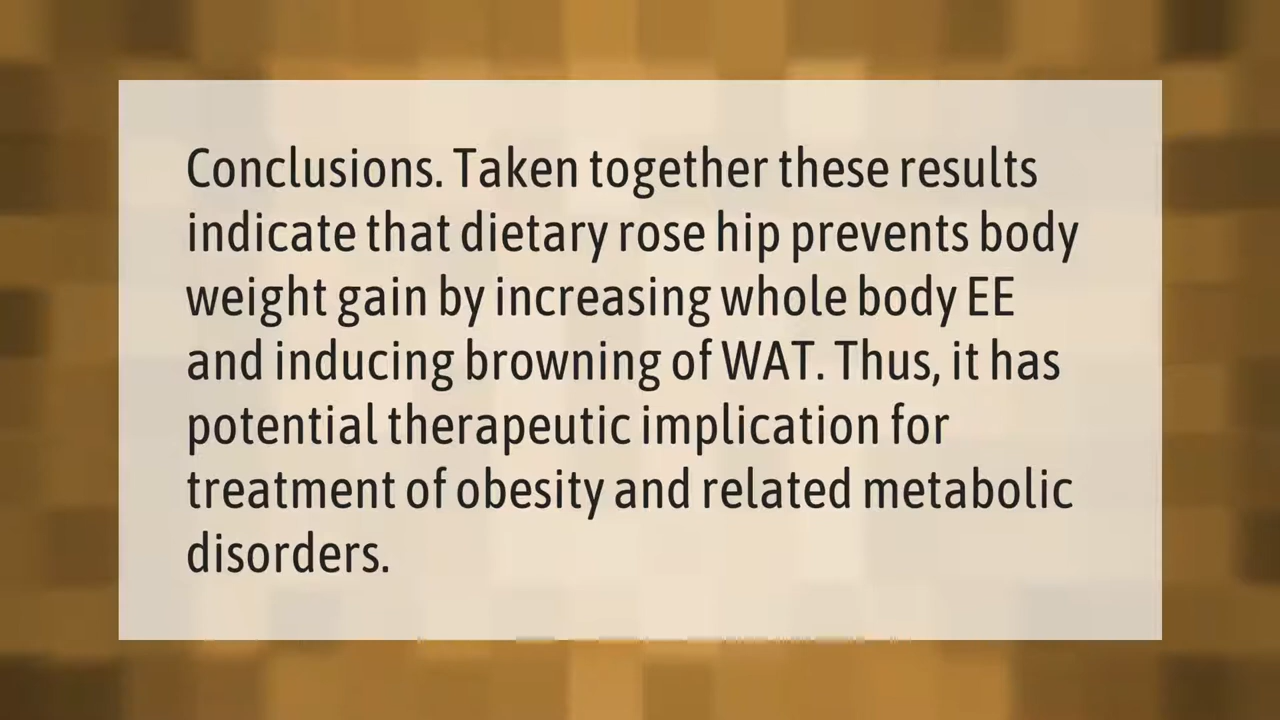 Conclusions. Taken together these results
indicate that dietary rose hip prevents body
weight gain by increasing whole body EE
and inducing browning of WAT. Thus, it has
potential therapeutic implication for
treatment of obesity and related metabolic
disorders.